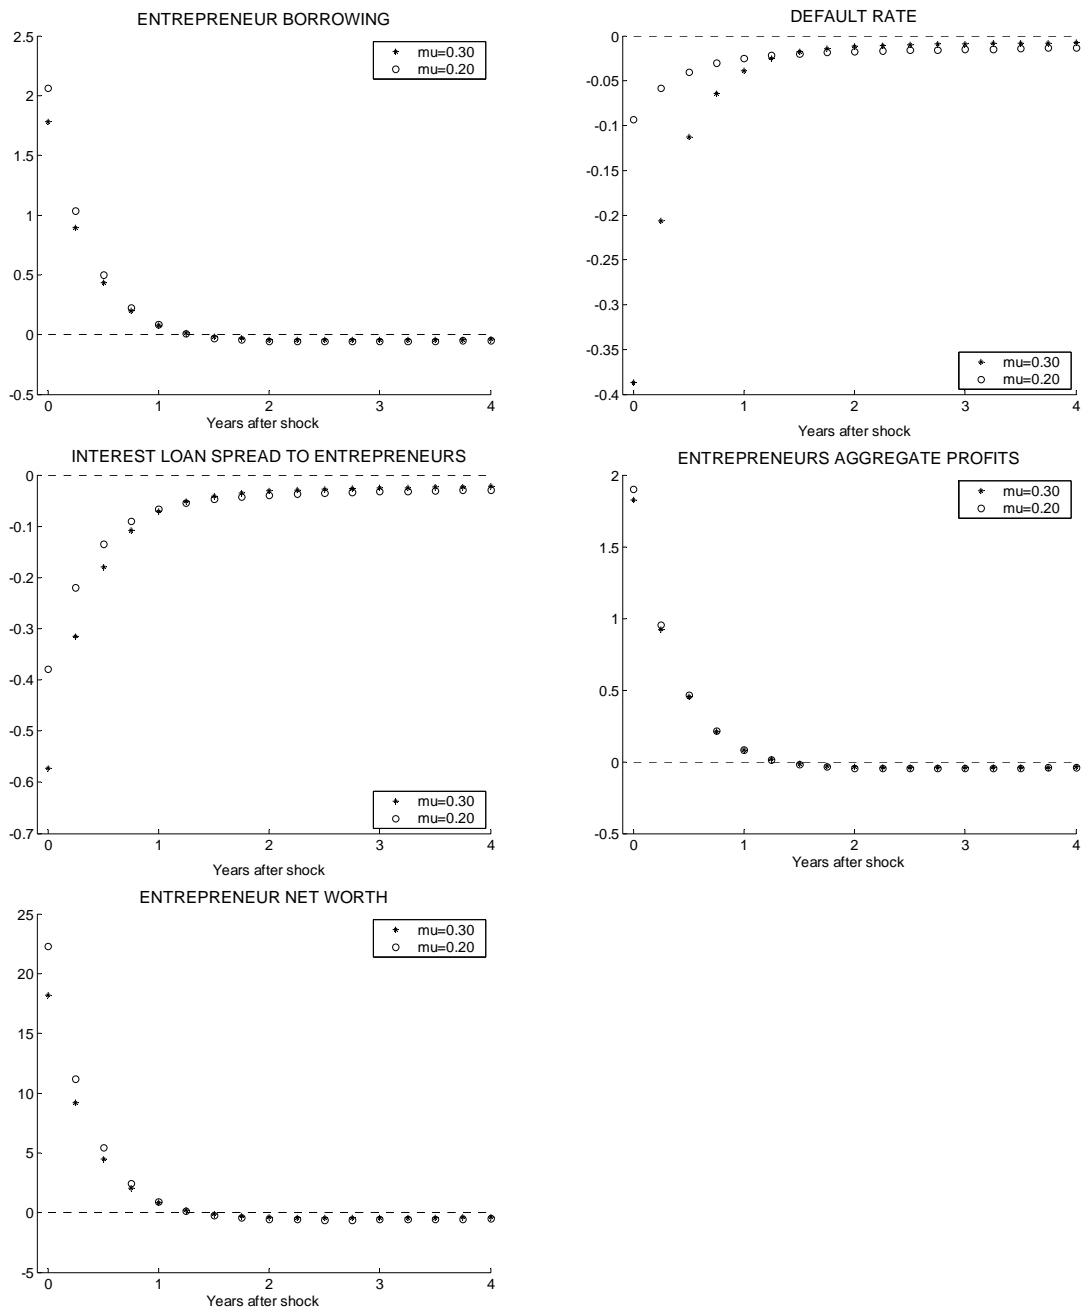 ENTREPRENEUR BORROWING
2.5
2
1.5
1
0.5
0
-0.5
mu=0.30
mu=0.20
0 1 2 3 4
Years after shock
DEFAULT RATE
0
-0.05
-0.1
-0.15
-0.2
-0.25
-0.3
-0.35
-0.4
mu=0.30
mu=0.20
0 1 2 3 4
Years after shock
INTEREST LOAN SPREAD TO ENTREPRENEURS
0
-0.1
-0.2
-0.3
-0.4
-0.5
-0.6
-0.7
mu=0.30
mu=0.20
0 1 2 3 4
Years after shock
ENTREPRENEURS AGGREGATE PROFITS
2
1.5
1
0.5
0
-0.5
mu=0.30
mu=0.20
0 1 2 3 4
Years after shock
ENTREPRENEUR NET WORTH
25
20
15
10
5
0
-5
mu=0.30
mu=0.20
0 1 2 3 4
Years after shock